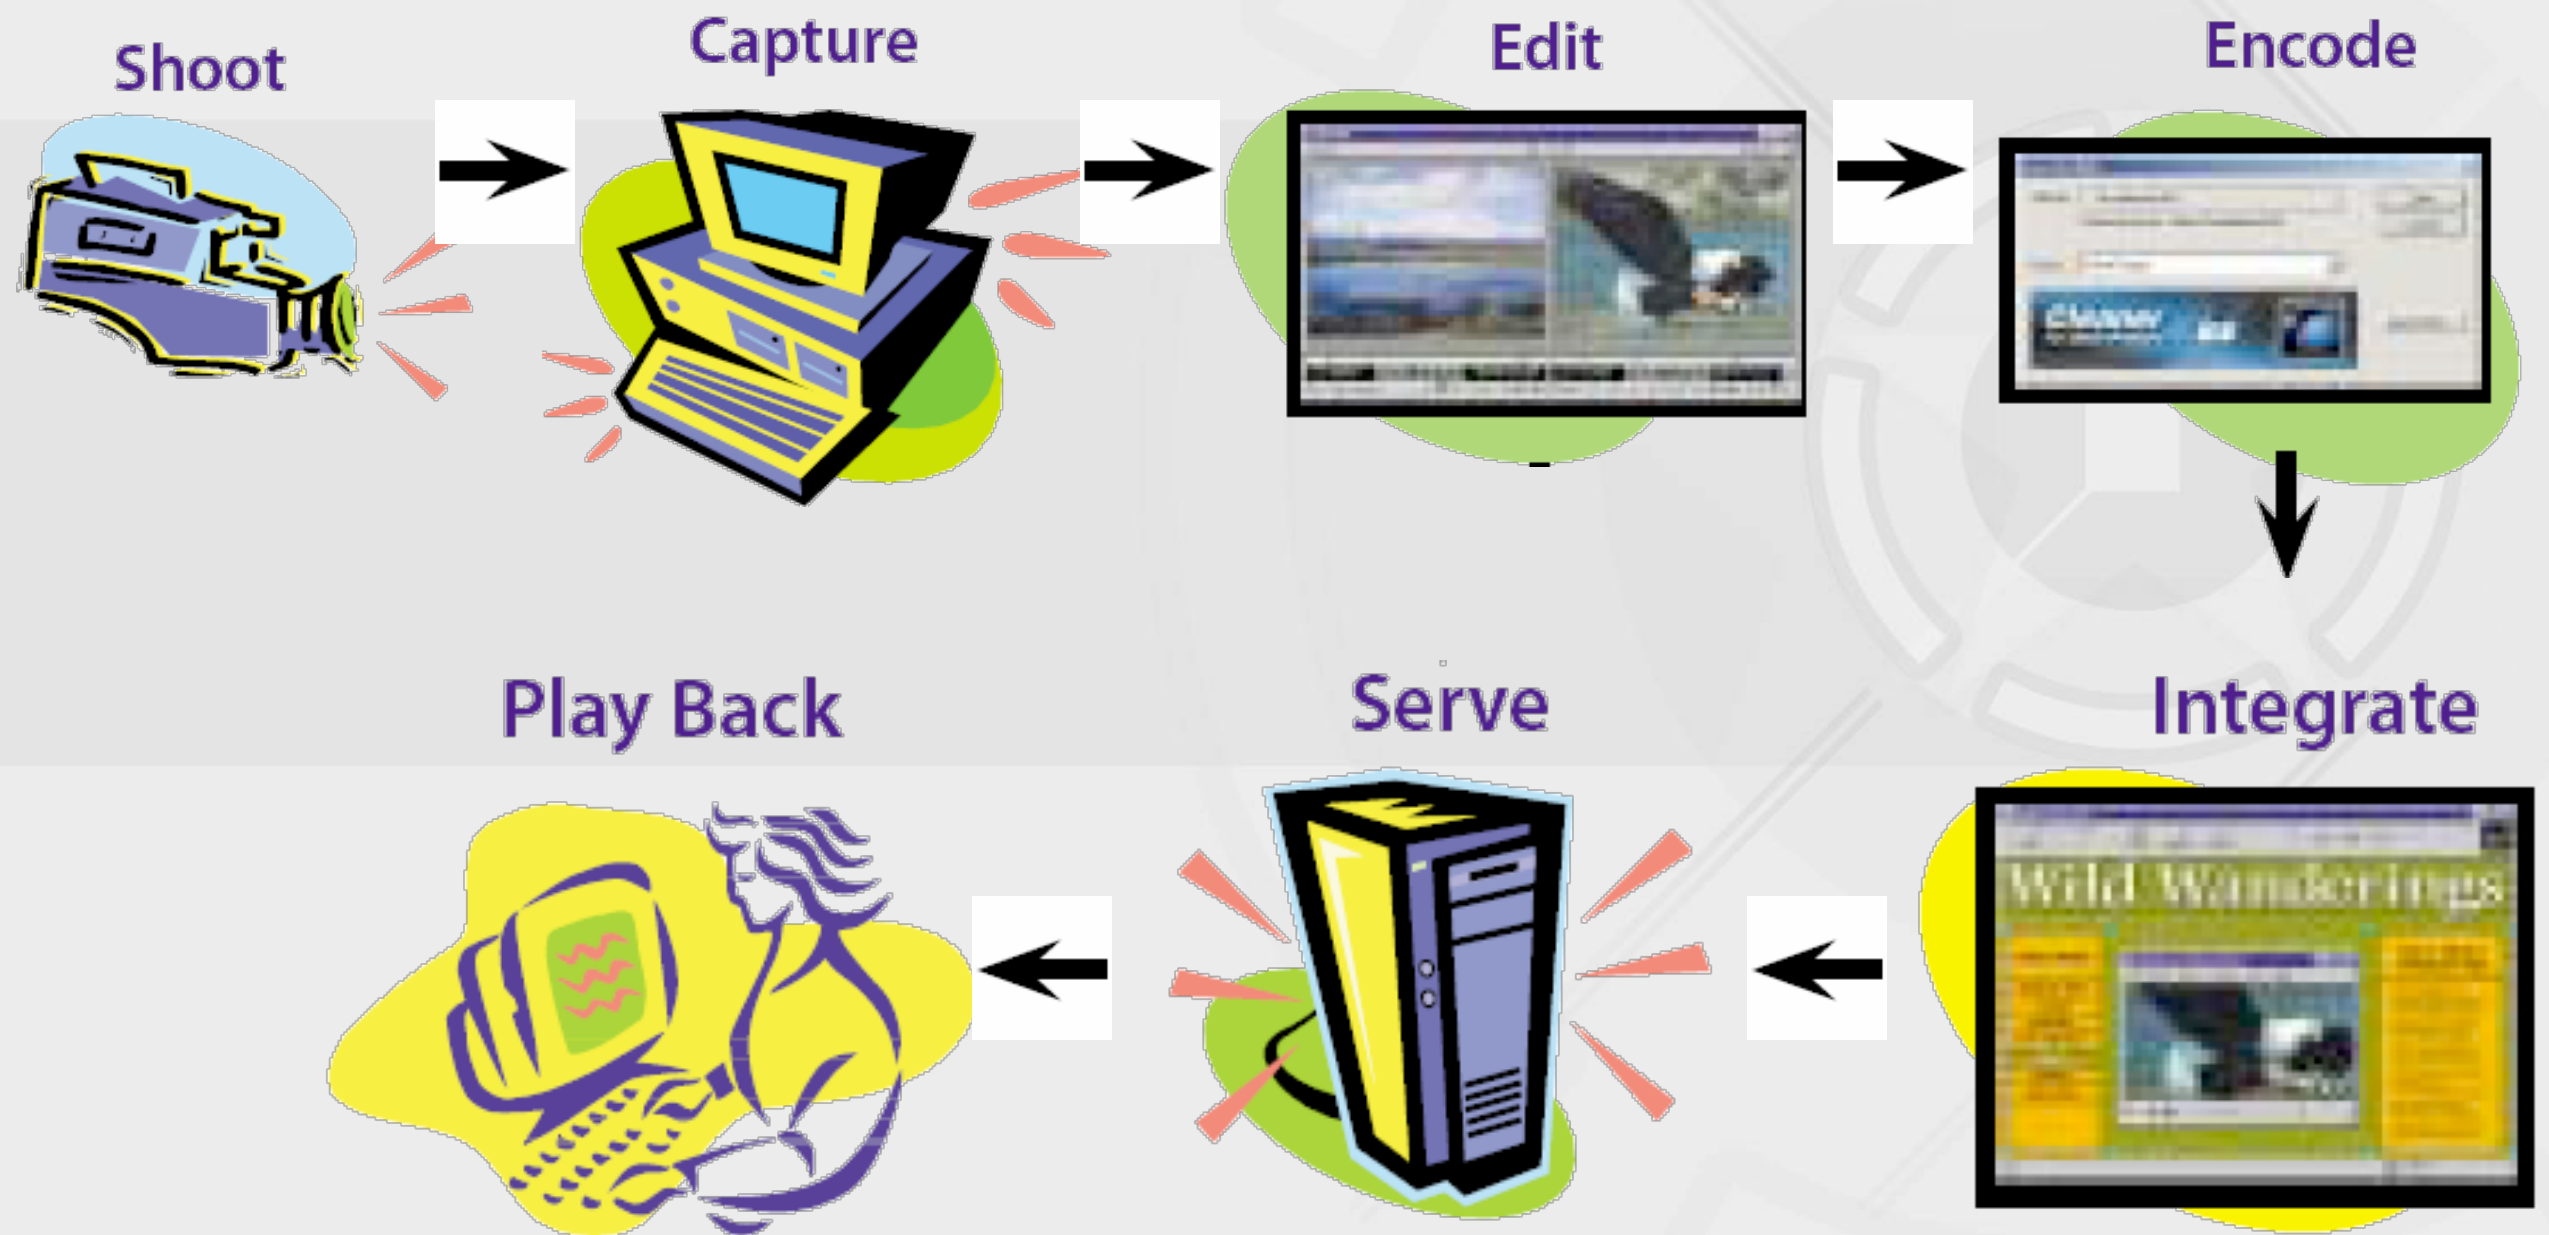 Shoot
Capture
Edit
Encode
Play Back
Serve
Integrate
Wild Wanderings